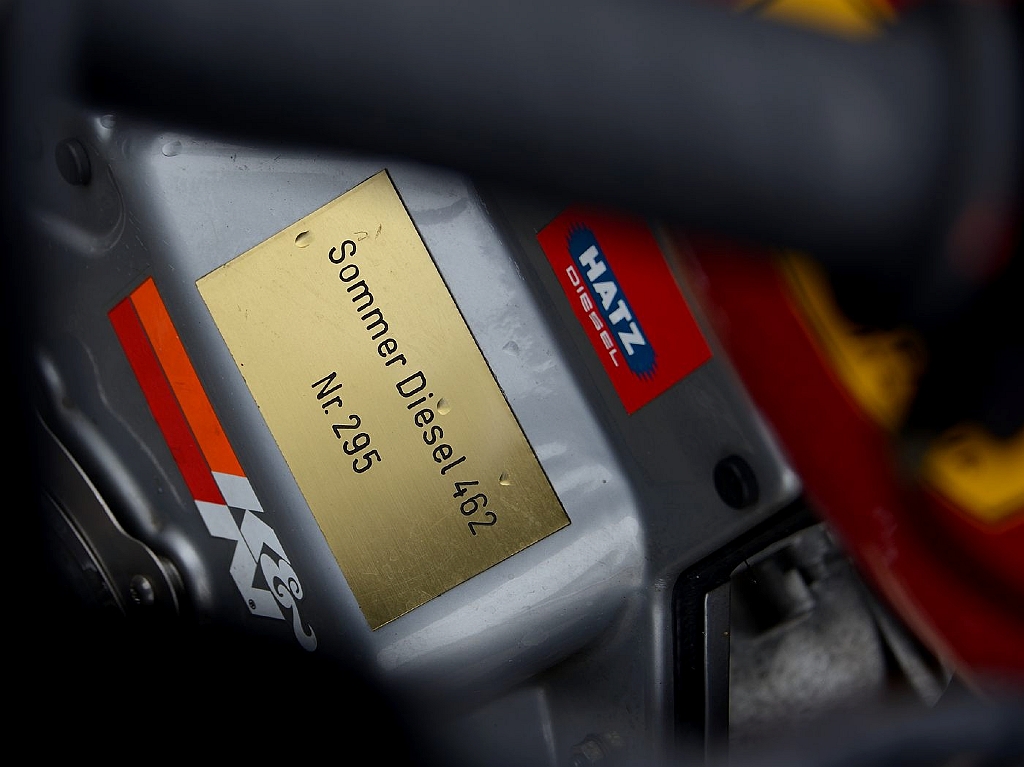 Sommer Diesel 462
Nr. 295
HATZ
DIESEL
K&N®